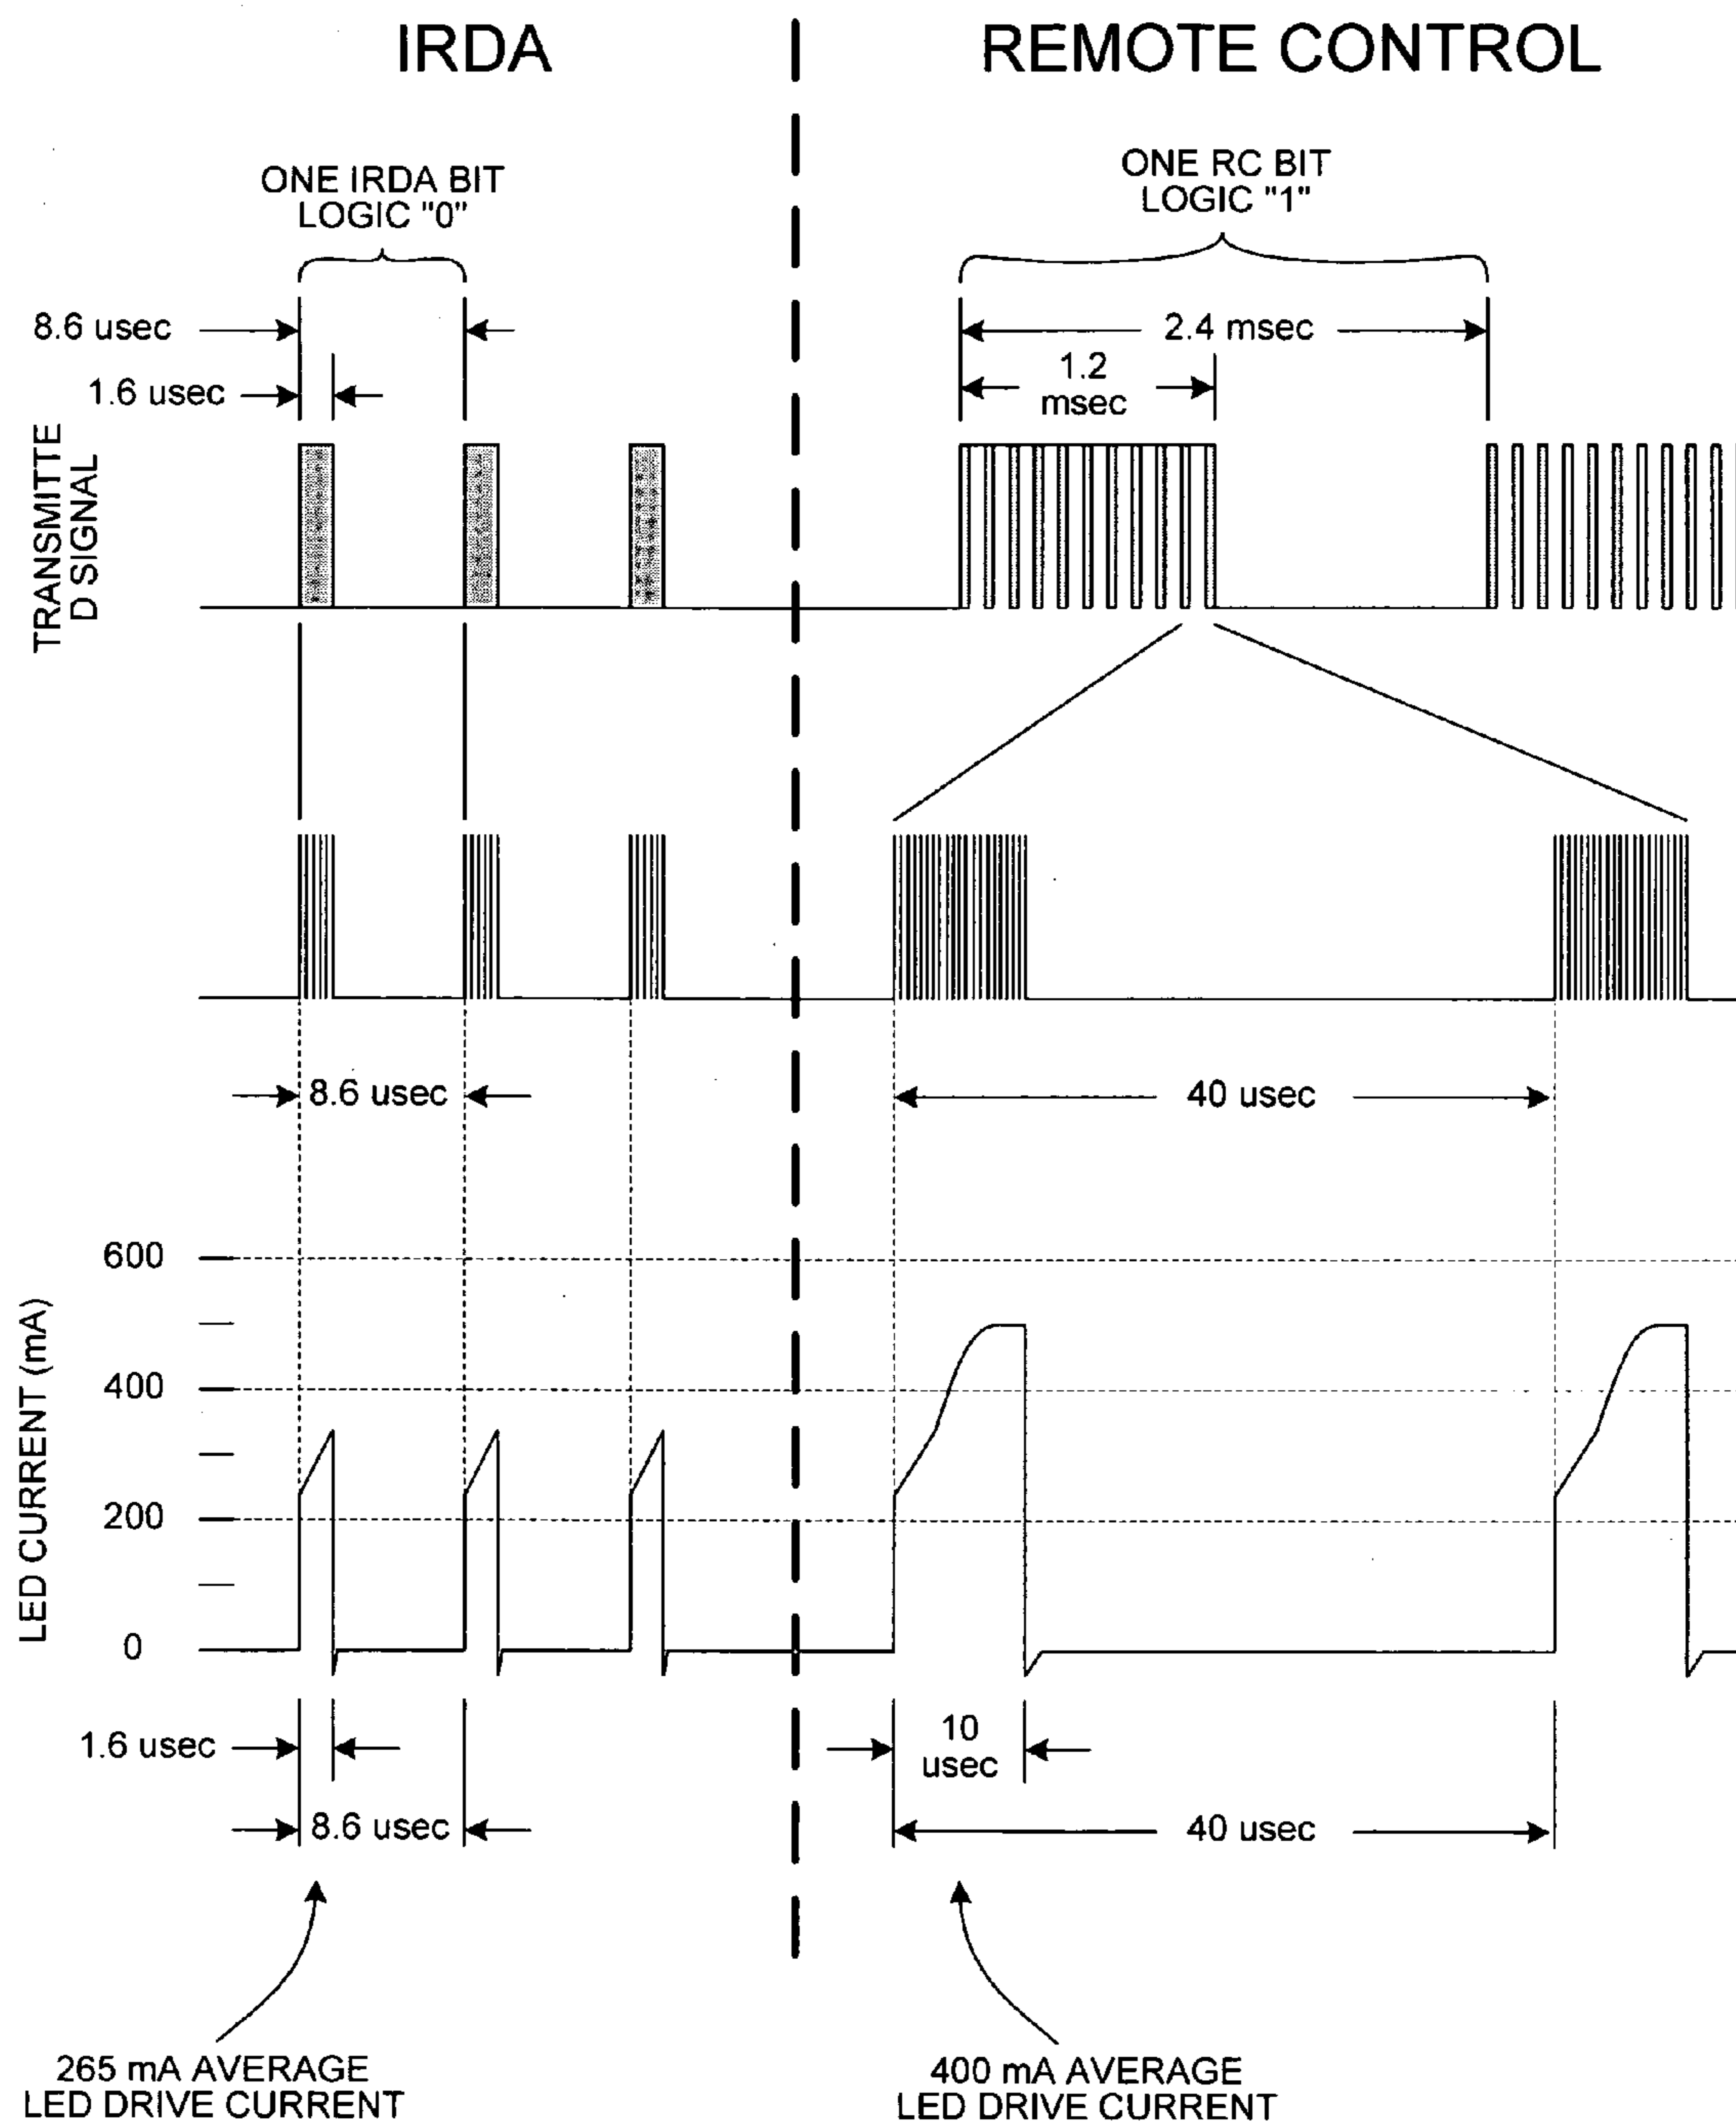 IRDA
REMOTE CONTROL
ONE IRDA BIT
LOGIC "0"
ONE RC BIT
LOGIC "1"
8.6 usec
2.4 msec
1.6 usec
1.2
msec
TRANSMITTE
D SIGNAL
8.6 usec
40 usec
LED CURRENT (mA)
600
400
200
0
1.6 usec
10
usec
8.6 usec
40 usec
265 mA AVERAGE
LED DRIVE CURRENT
400 mA AVERAGE
LED DRIVE CURRENT